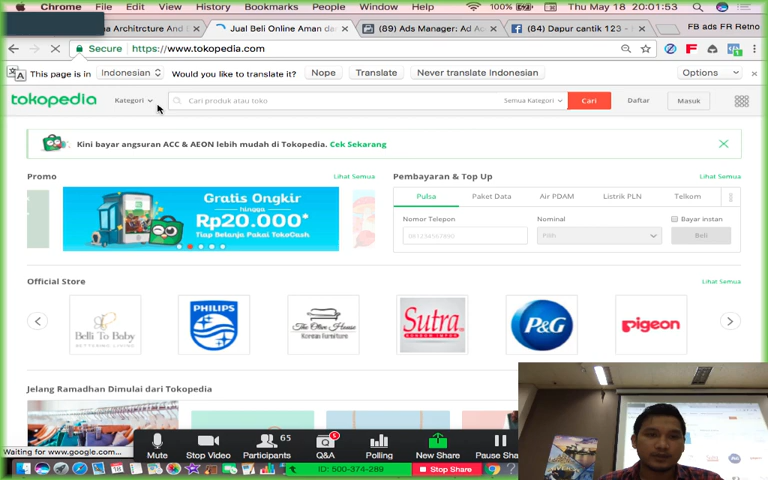 Chrome File Edit View History Bookmarks People Window Help 100% Thu May 18 20:01:53
ma Architrcture And
Jual Beli Online Aman da
(89) Ads Manager: Ad Ac
(84) Dapur cantik 123 -
FB ads FR Retno
Secure https://www.tokopedia.com
This page is in Indonesian Would you like to translate it? Nope Translate Never translate Indonesian Options
tokopedia Kategori Cari produk atau toko Semua Kategori Cari Daftar Masuk
Kini bayar angsuran ACC & AEON lebih mudah di Tokopedia. Cek Sekarang
Promo Lihat Semua
Gratis Ongkir
hingga
Rp20.000*
Tiap Belanja Pakai TokoCash
Pembayaran & Top Up Lihat Semua
Pulsa Paket Data Air PDAM Listrik PLN Telkom
Nomor Telepon Nominal Bayar instan
081234567890 Pilih Beli
Official Store Lihat Semua
Belli To Baby
PHILIPS
The Olive House
Korean Furniture
Sutra
P&G
pigeon
Jelang Ramadhan Dimulai dari Tokopedia
Waiting for www.google.com...
65
Mute Stop Video Participants Q&A Polling New Share Pause Sha
ID: 500-374-289 Stop Share